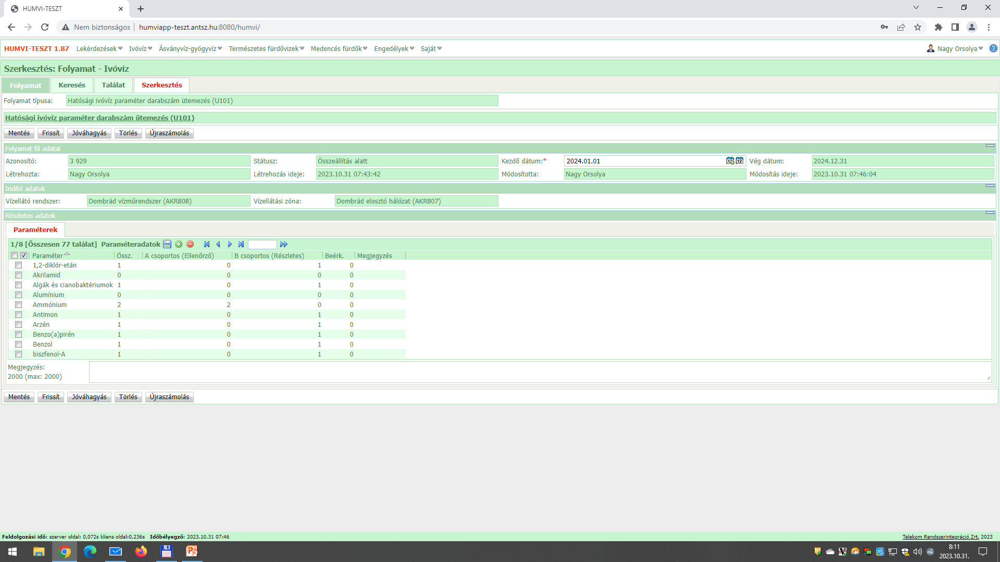 HUMVI-TESZT
Nem biztonságos humviapp-teszt.antsz.hu:8080/humvi/
HUMVI-TESZT 1.87 Lekérdezések Ivóvíz Ásványvíz-gyógyvíz Természetes fürdővizek Medencés fürdők Engedélyek Saját Nagy Orsolya ?
Szerkesztés: Folyamat - Ivóvíz
Folyamat Keresés Találat Szerkesztés
Folyamat típusa: Hatósági ivóvíz paraméter darabszám ütemezés (U101)
Hatósági ivóvíz paraméter darabszám ütemezés (U101)
Mentés Frissít Jóváhagyás Törlés Újraszámolás
Folyamat fő adatai
Azonosító: 3 929 Státusz: Összeállítás alatt Kezdő dátum:* 2024.01.01 12 12 Vég dátum: 2024.12.31
Létrehozta: Nagy Orsolya Létrehozás ideje: 2023.10.31 07:43:42 Módosította: Nagy Orsolya Módosítás ideje: 2023.10.31 07:46:04
Indító adatok
Vízellátó rendszer: Dombrád vízműrendszer (AKR808) Vízellátási zóna: Dombrád elosztó hálózat (AKR807)
Részletes adatok
Paraméterek
1/8 [Összesen 77 találat] Paraméteradatok
Paraméter Össz. A csoportos (Ellenőrző) B csoportos (Részletes) Beérk. Megjegyzés
1,2-diklór-etán 1 0 1 0
Akrilamid 0 0 0 0
Algák és cianobaktériumok 1 0 1 0
Alumínium 0 0 0 0
Ammónium 2 2 0 0
Antimon 1 0 1 0
Arzén 1 0 1 0
Benzo(a)pirén 1 0 1 0
Benzol 1 0 1 0
biszfenol-A 1 0 1 0
Megjegyzés:
2000 (max: 2000)
Mentés Frissít Jóváhagyás Törlés Újraszámolás
Feldolgozási idő: szerver oldal: 0,072s kliens oldal:0,236s Időbélyegző: 2023.10.31 07:46 Telekom Rendszerintegráció Zrt. 2023
8:11
2023.10.31.